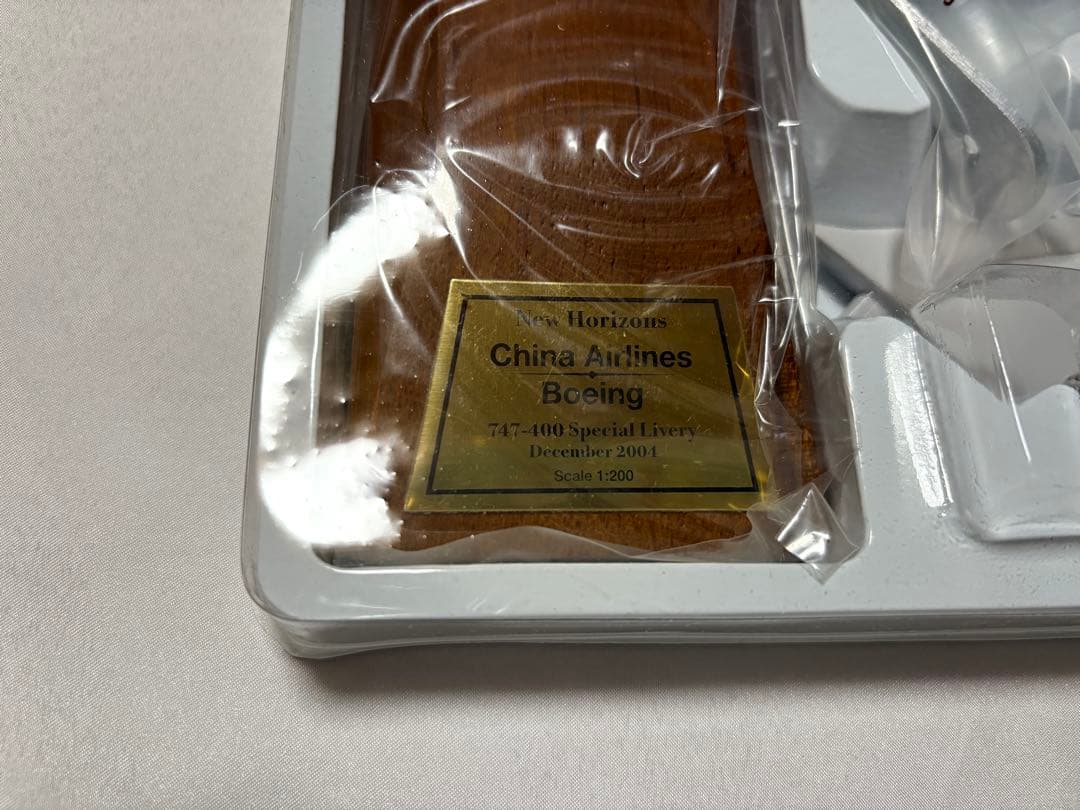 New Horizons
China Airlines
Boeing
747-400 Special Livery
December 2004
Scale 1:200